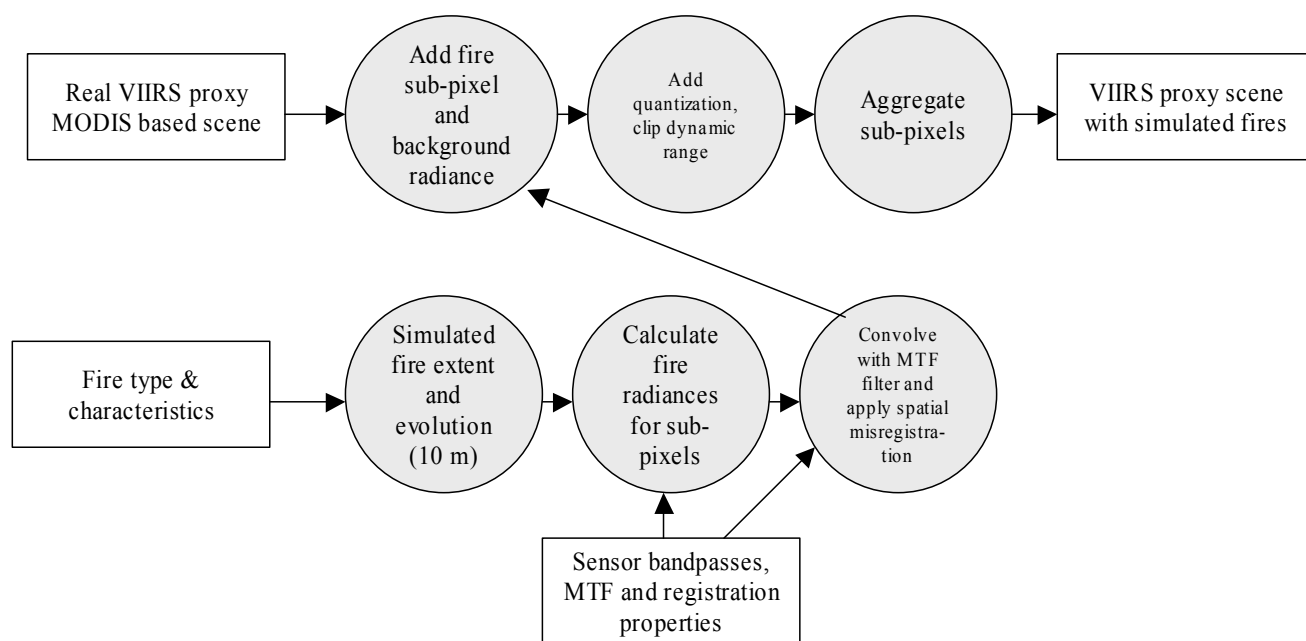 Real VIIRS proxy
MODIS based scene
Add fire
sub-pixel
and
background
radiance
Add
quantization,
clip dynamic
range
Aggregate
sub-pixels
VIIRS proxy scene
with simulated fires
Fire type &
characteristics
Simulated
fire extent
and
evolution
(10 m)
Calculate
fire
radiances
for sub-
pixels
Convolve
with MTF
filter and
apply spatial
misregistra-
tion
Sensor bandpasses,
MTF and registration
properties